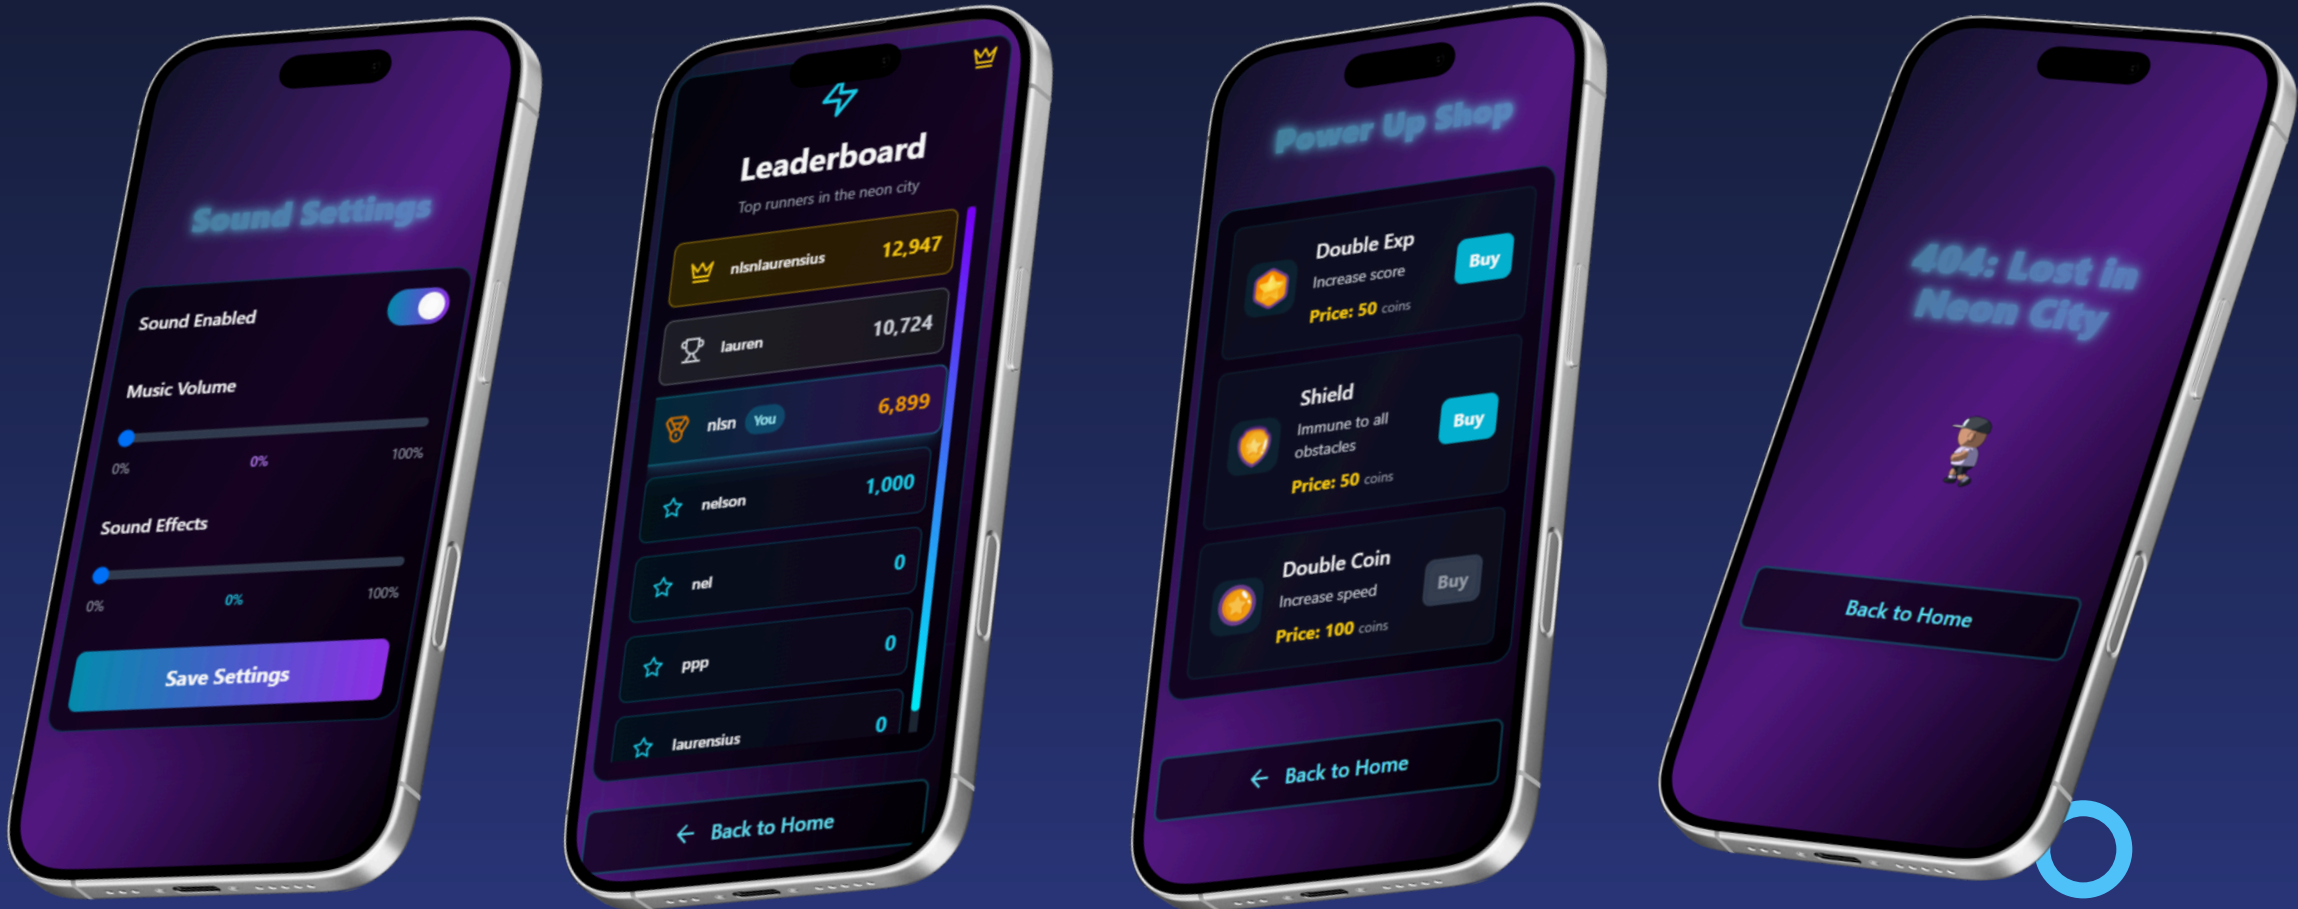 Sound Settings
Sound Enabled
Music Volume
0% 0% 100%
Sound Effects
0% 0% 100%
Save Settings
Leaderboard
Top runners in the neon city
nlsnlaurensius 12,947
lauren 10,724
nlsn You 6,899
nelson 1,000
nel 0
ppp 0
laurensius 0
← Back to Home
Power Up Shop
Double Exp
Increase score
Price: 50 coins
Buy
Shield
Immune to all
obstacles
Price: 50 coins
Buy
Double Coin
Increase speed
Price: 100 coins
Buy
← Back to Home
404: Lost in
Neon City
Back to Home